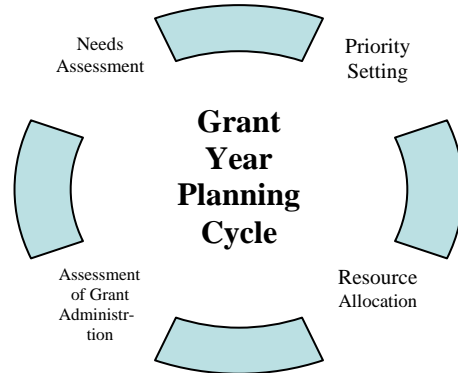 Needs
Assessment
Priority
Setting
Grant
Year
Planning
Cycle
Assessment
of Grant
Administr-
tion
Resource
Allocation